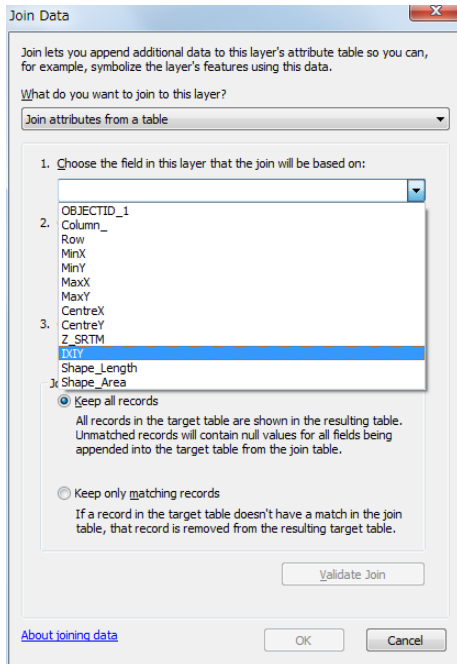 Join Data
Join lets you append additional data to this layer's attribute table so you can,
for example, symbolize the layer's features using this data.
What do you want to join to this layer?
Join attributes from a table
1. Choose the field in this layer that the join will be based on:
OBJECTID_1
2. Column_
Row
MinX
MinY
MaxX
MaxY
CentreX
3. CentreY
Z_SRTM
IXIY
Shape_Length
Jo Shape_Area
Keep all records
All records in the target table are shown in the resulting table.
Unmatched records will contain null values for all fields being
appended into the target table from the join table.
Keep only matching records
If a record in the target table doesn't have a match in the join
table, that record is removed from the resulting target table.
Validate Join
About joining data
OK
Cancel